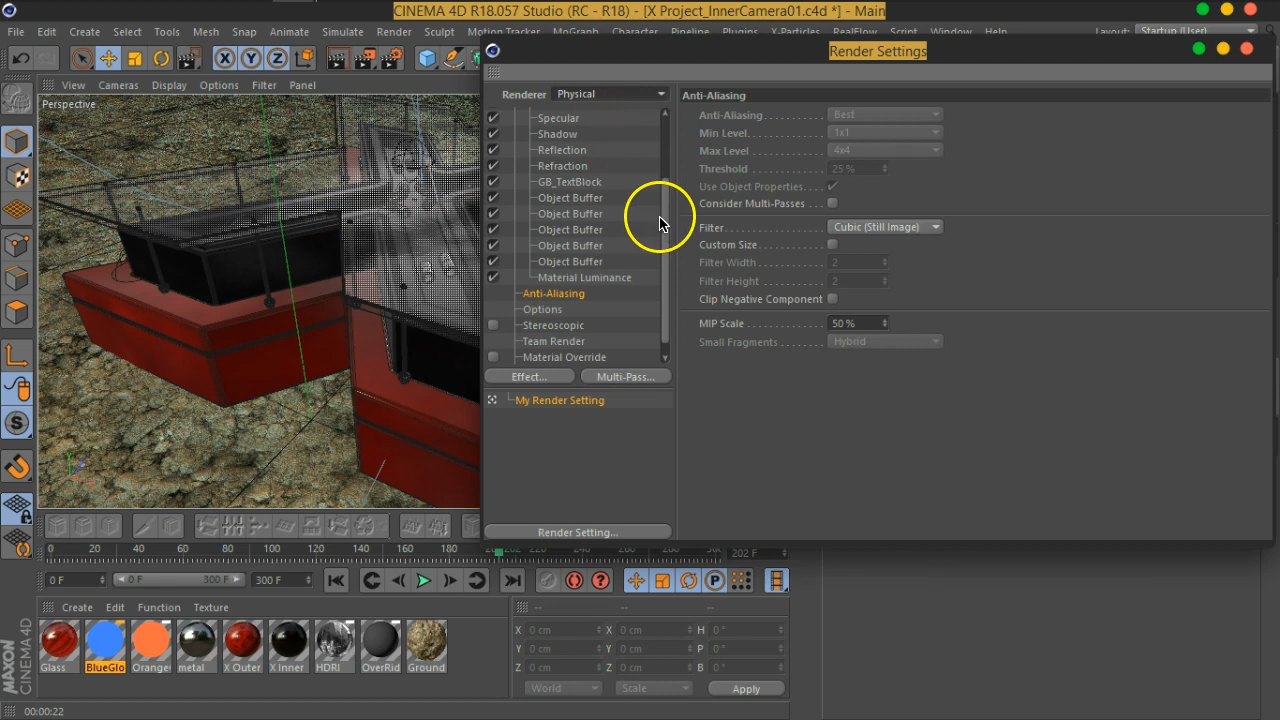 CINEMA 4D R18.057 Studio (RC - R18) - [X Project_InnerCamera01.c4d *] - Main
File Edit Create Select Tools Mesh Snap Animate Simulate Render Sculpt Motion Tracker MoGraph Character Pipeline Plugins X-Particles RealFlow Script Window Help Layout: Startup (User)
Render Settings
View Cameras Display Options Filter Panel
Perspective
Renderer Physical
Specular
Shadow
Reflection
Refraction
GB_TextBlock
Object Buffer
Object Buffer
Object Buffer
Object Buffer
Object Buffer
Material Luminance
Anti-Aliasing
Options
Stereoscopic
Team Render
Material Override
Effect... Multi-Pass...
My Render Setting
Render Setting...
Anti-Aliasing
Anti-Aliasing Best
Min Level 1x1
Max Level 4x4
Threshold 25 %
Use Object Properties
Consider Multi-Passes
Filter Cubic (Still Image)
Custom Size
Filter Width 2
Filter Height 2
Clip Negative Component
MIP Scale 50 %
Small Fragments Hybrid
0 20 40 60 80 100 120 140 160 180 202 F
0 F 0 F 300 F 300 F
Create Edit Function Texture
Glass BlueGlo Orange metal X Outer X Inner HDRI OverRid Ground
-- -- --
X 0 cm X 0 cm H 0 °
Y 0 cm Y 0 cm P 0 °
Z 0 cm Z 0 cm B 0 °
World Scale Apply
MAXON CINEMA 4D
00:00:22